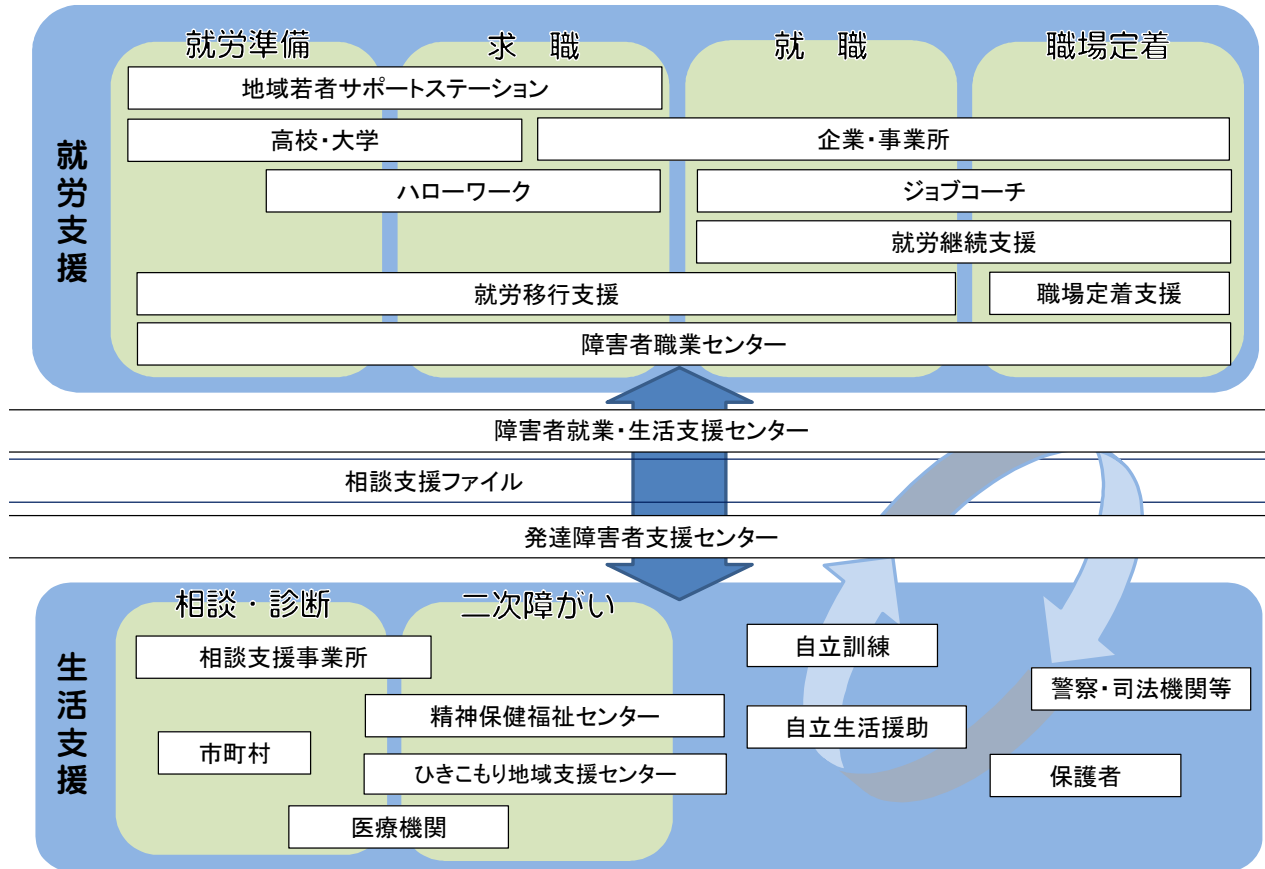 就労支援
就労準備
求　職
就　職
職場定着
地域若者サポートステーション
高校・大学
企業・事業所
ハローワーク
ジョブコーチ
就労継続支援
就労移行支援
職場定着支援
障害者職業センター
障害者就業・生活支援センター
相談支援ファイル
発達障害者支援センター
生活支援
相談・診断
二次障がい
相談支援事業所
自立訓練
警察・司法機関等
精神保健福祉センター
自立生活援助
市町村
ひきこもり地域支援センター
保護者
医療機関